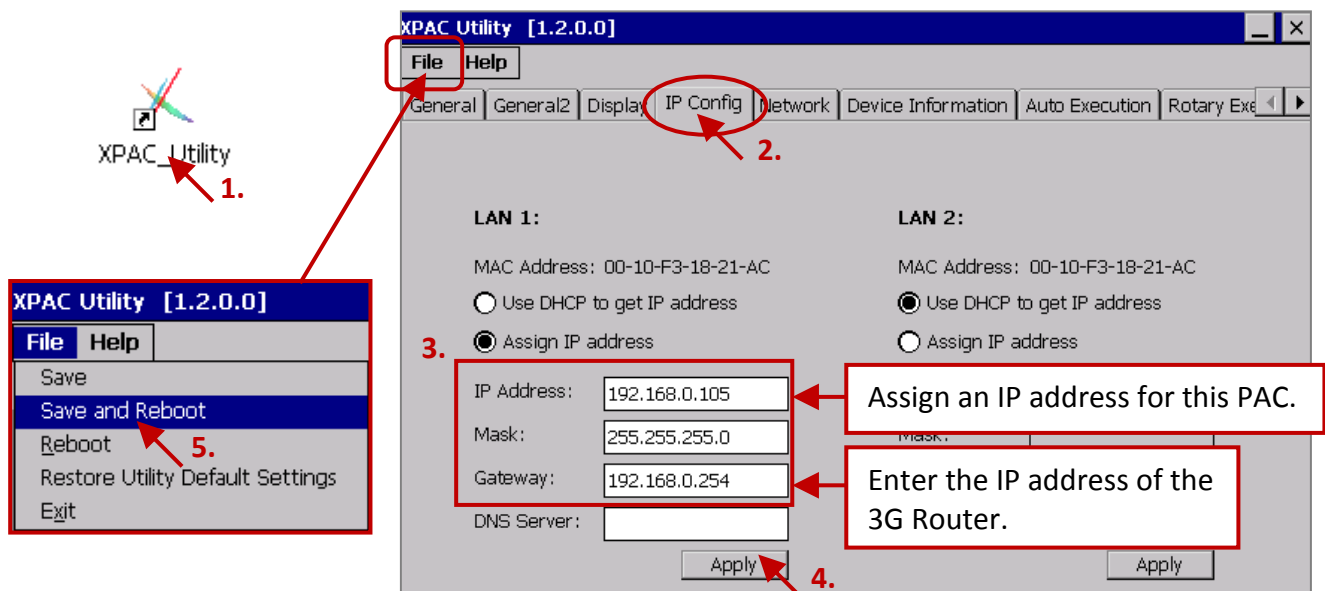 XPAC_Utility
1.
XPAC Utility [1.2.0.0]
File Help
General General2 Display IP Config Network Device Information Auto Execution Rotary Exe
2.
LAN 1:
MAC Address: 00-10-F3-18-21-AC
Use DHCP to get IP address
3.
Assign IP address
IP Address: 192.168.0.105
Mask: 255.255.255.0
Gateway: 192.168.0.254
DNS Server:
Apply
4.
LAN 2:
MAC Address: 00-10-F3-18-21-AC
Use DHCP to get IP address
Assign IP address
Assign an IP address for this PAC.
Mask:
Enter the IP address of the
3G Router.
Apply
XPAC Utility [1.2.0.0]
File Help
Save
Save and Reboot
Reboot
5.
Restore Utility Default Settings
Exit